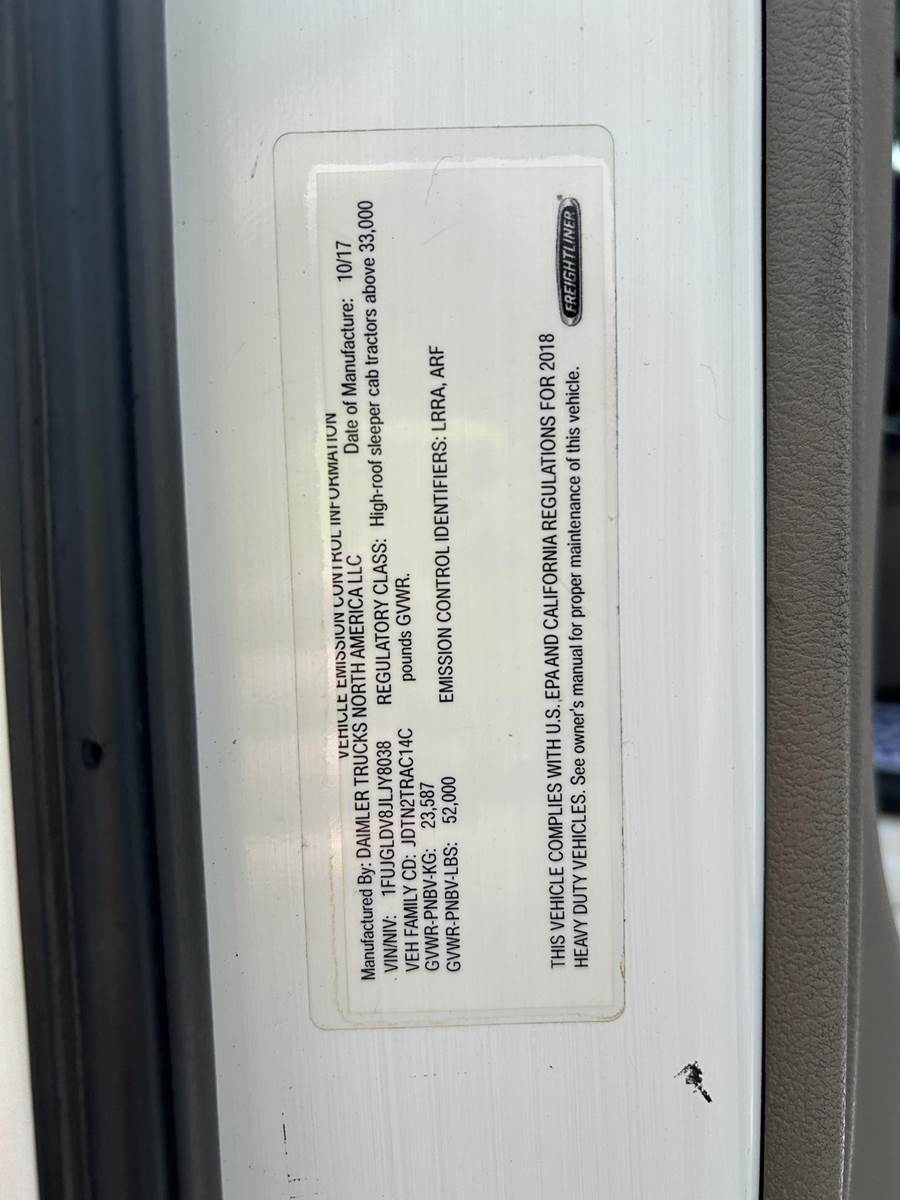 VEHICLE EMISSION CONTROL INFORMATION
Manufactured By: DAIMLER TRUCKS NORTH AMERICA LLC Date of Manufacture: 10/17
VIN/NIV: 1FUJGLDV8JLJY8038 REGULATORY CLASS: High-roof sleeper cab tractors above 33,000
VEH FAMILY CD: JDTN2TRAC14C pounds GVWR.
GVWR-PNBV-KG: 23,587
GVWR-PNBV-LBS: 52,000 EMISSION CONTROL IDENTIFIERS: LRRA, ARF
THIS VEHICLE COMPLIES WITH U.S. EPA AND CALIFORNIA REGULATIONS FOR 2018
HEAVY DUTY VEHICLES. See owner's manual for proper maintenance of this vehicle.
FREIGHTLINER®